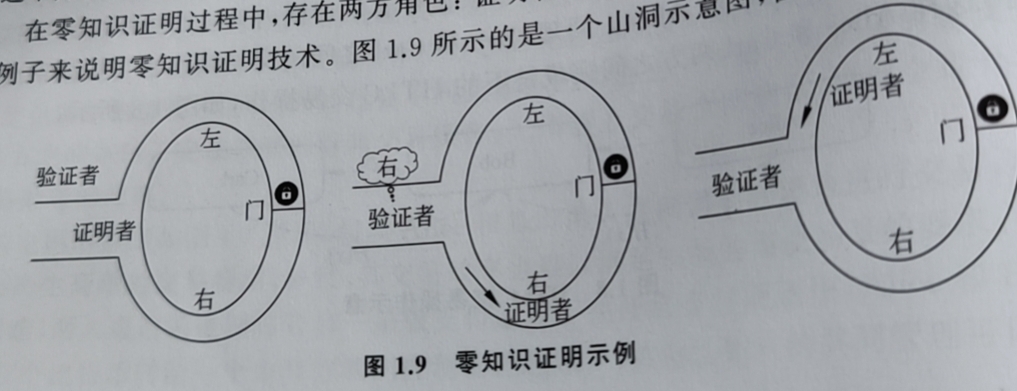 在零知识证明过程中,存在两方角色:证明
例子来说明零知识证明技术。图1.9所示的是一个山洞示意图,
左
验证者
门
证明者
右
左
右
门
验证者
右
证明者
左
证明者
门
验证者
右
图1.9 零知识证明示例